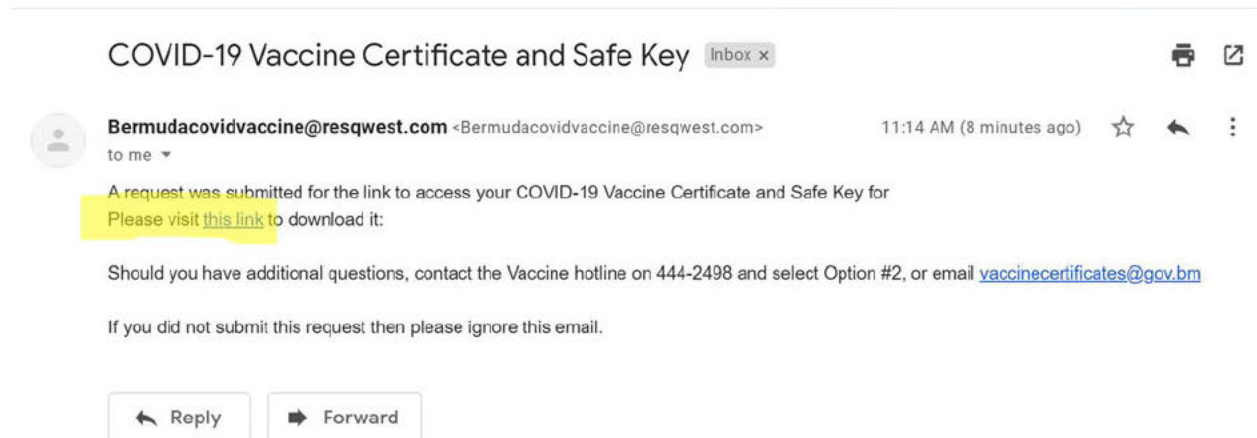 COVID-19 Vaccine Certificate and Safe Key Inbox x
Bermudacovidvaccine@resqwest.com <Bermudacovidvaccine@resqwest.com> 11:14 AM (8 minutes ago)
to me
A request was submitted for the link to access your COVID-19 Vaccine Certificate and Safe Key for
Please visit this link to download it:
Should you have additional questions, contact the Vaccine hotline on 444-2498 and select Option #2, or email vaccinecertificates@gov.bm
If you did not submit this request then please ignore this email.
Reply Forward